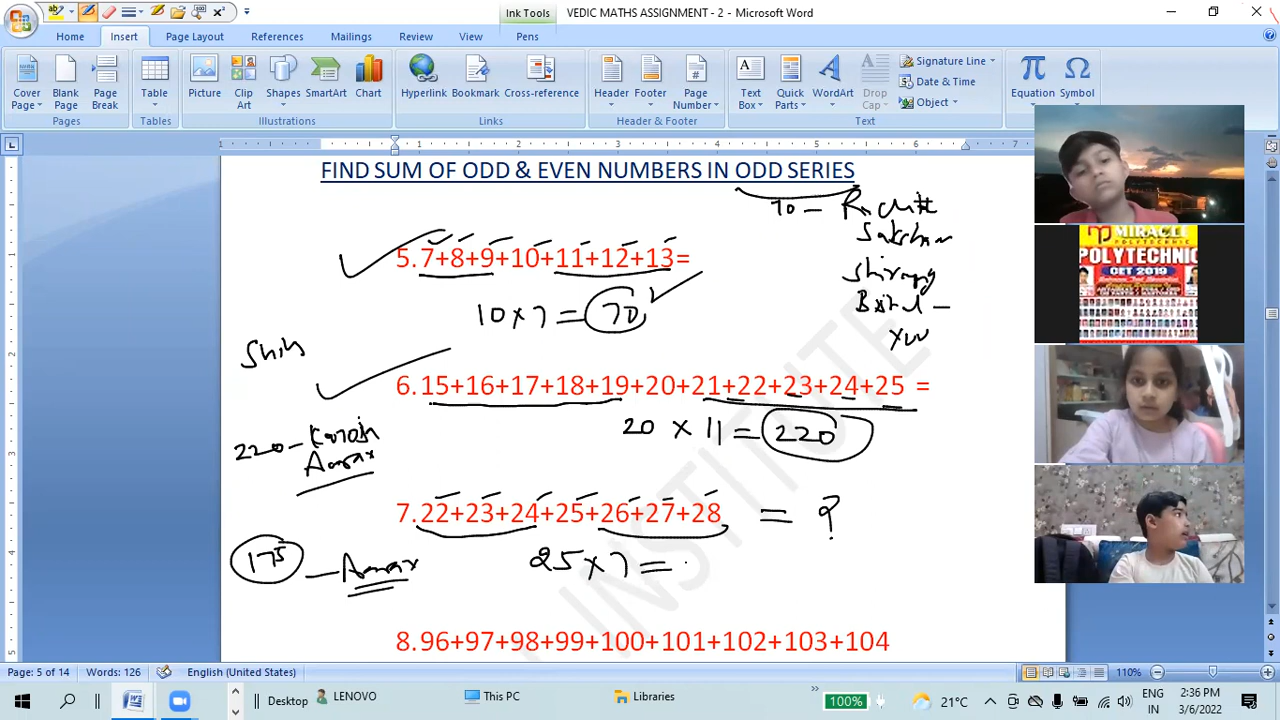 Ink Tools
VEDIC MATHS ASSIGNMENT - 2 - Microsoft Word
Home Insert Page Layout References Mailings Review View Pens
Cover Page Blank Page Page Break
Table
Picture Clip Art Shapes SmartArt Chart
Hyperlink Bookmark Cross-reference
Header Footer Page Number
Text Box Quick Parts WordArt Drop Cap
Signature Line
Date & Time
Object
Equation Symbol
Pages Tables Illustrations Links Header & Footer Text Symbols
FIND SUM OF ODD & EVEN NUMBERS IN ODD SERIES
70 -
5.7+8+9+10+11+12+13=
10 x 7 = 70
6.15+16+17+18+19+20+21+22+23+24+25 =
20 x 11 = 220
220 -
7.22+23+24+25+26+27+28 = ?
175 -
25 x 7 =
8.96+97+98+99+100+101+102+103+104
INSTITUTE
MIRACLE
POLYTECHNIC
CET 2019
Page: 5 of 14 Words: 126 English (United States) 110%
Desktop LENOVO This PC Libraries 100% 21°C
ENG
IN
2:36 PM
3/6/2022